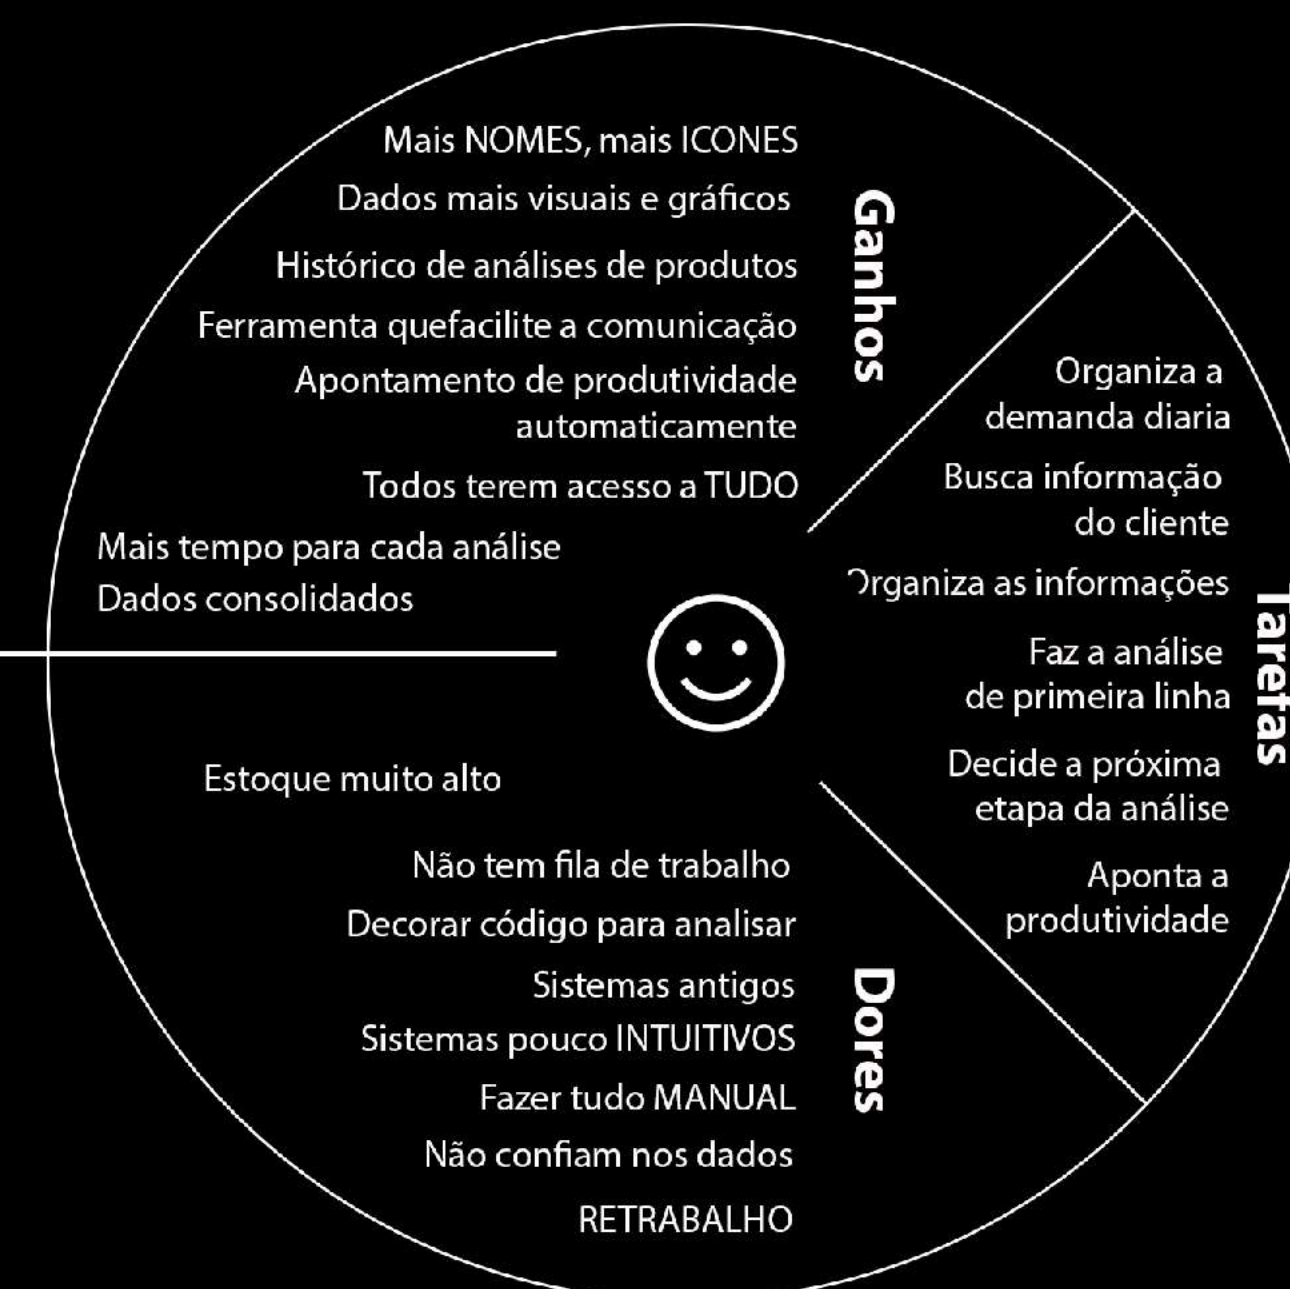 Ganhos
Mais NOMES, mais ICONES
Dados mais visuais e gráficos
Histórico de análises de produtos
Ferramenta quefacilite a comunicação
Apontamento de produtividade
automaticamente
Todos terem acesso a TUDO
Mais tempo para cada análise
Dados consolidados
Tarefas
Organiza a
demanda diaria
Busca informação
do cliente
Organiza as informações
Faz a análise
de primeira linha
Decide a próxima
etapa da análise
Aponta a
produtividade
Dores
Estoque muito alto
Não tem fila de trabalho
Decorar código para analisar
Sistemas antigos
Sistemas pouco INTUITIVOS
Fazer tudo MANUAL
Não confiam nos dados
RETRABALHO